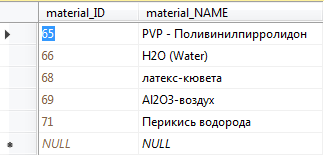 material_ID material_NAME
65 PVP - Поливинилпирролидон
66 H2O (Water)
68 латекс-кювета
69 Al2O3-воздух
71 Перикись водорода
NULL NULL